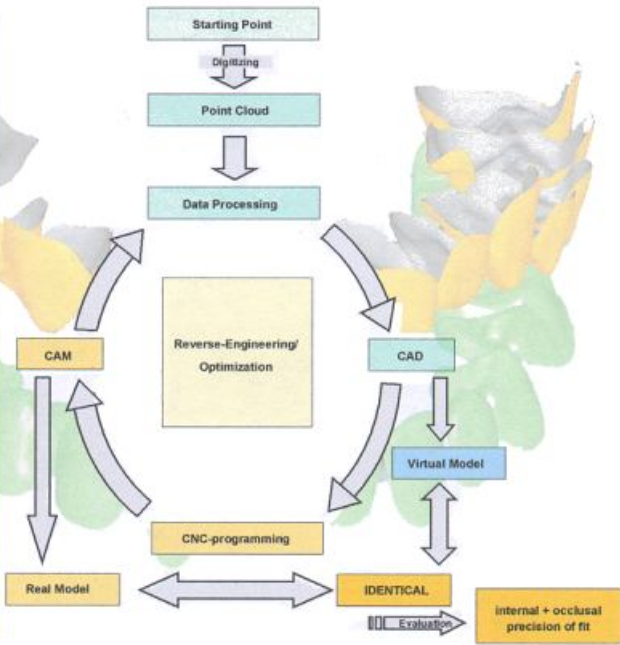 Starting Point
Digitizing
Point Cloud
Data Processing
Reverse-Engineering/
Optimization
CAM
CAD
Virtual Model
CNC-programming
Real Model
IDENTICAL
Evaluation
internal + occlusal
precision of fit